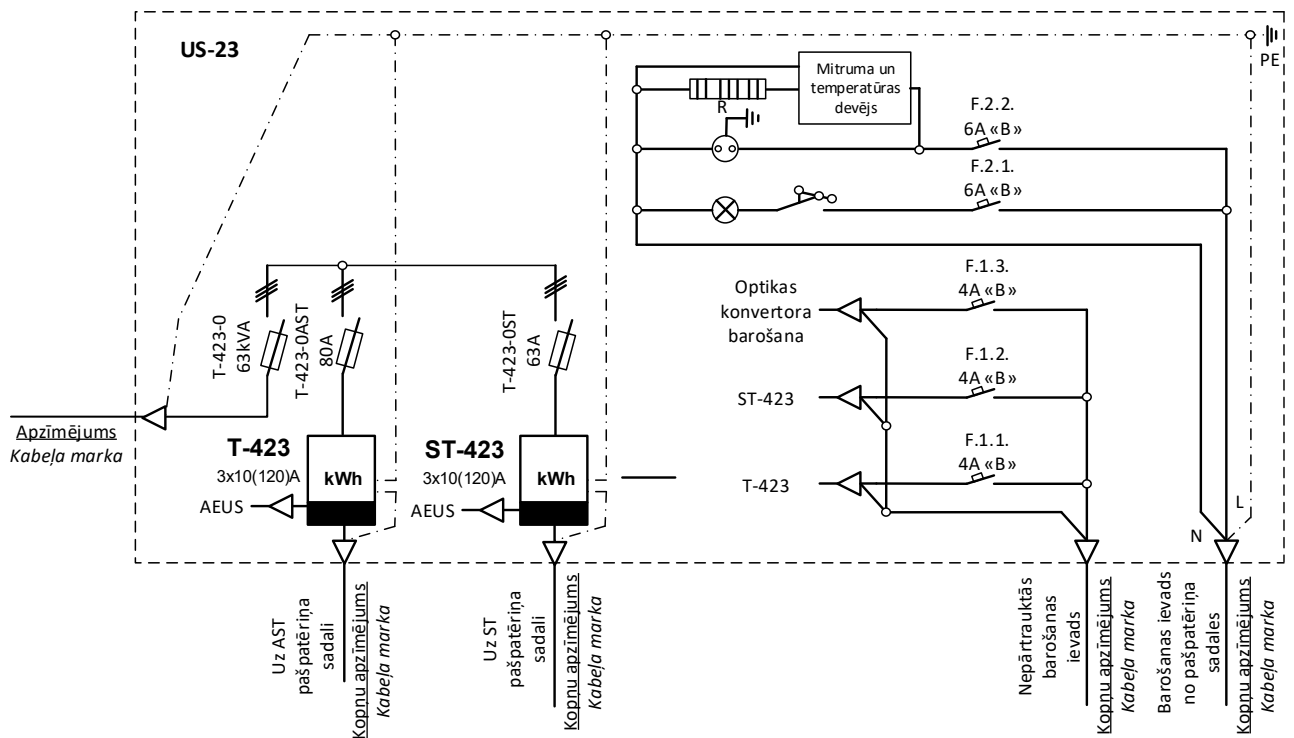 US-23
PE
Mitruma un
temperatūras
devējs
R
F.2.2.
6A «B»
F.2.1.
6A «B»
F.1.3.
4A «B»
Optikas
konvertora
barošana
F.1.2.
4A «B»
ST-423
F.1.1.
4A «B»
T-423
T-423-0
63kVA
T-423-0AST
80A
T-423-0ST
63A
Apzīmējums
Kabeļa marka
T-423
3x10(120)A
kWh
AEUS
ST-423
3x10(120)A
kWh
AEUS
N
L
Uz AST
pašpatēriņa
sadali
Kopņu apzīmējums
Kabeļa marka
Uz ST
pašpatēriņa
sadali
Kopņu apzīmējums
Kabeļa marka
Nepārtrauktās
barošanas
ievads
Kopņu apzīmējums
Kabeļa marka
Barošanas ievads
no pašpatēriņa
sadales
Kopņu apzīmējums
Kabeļa marka